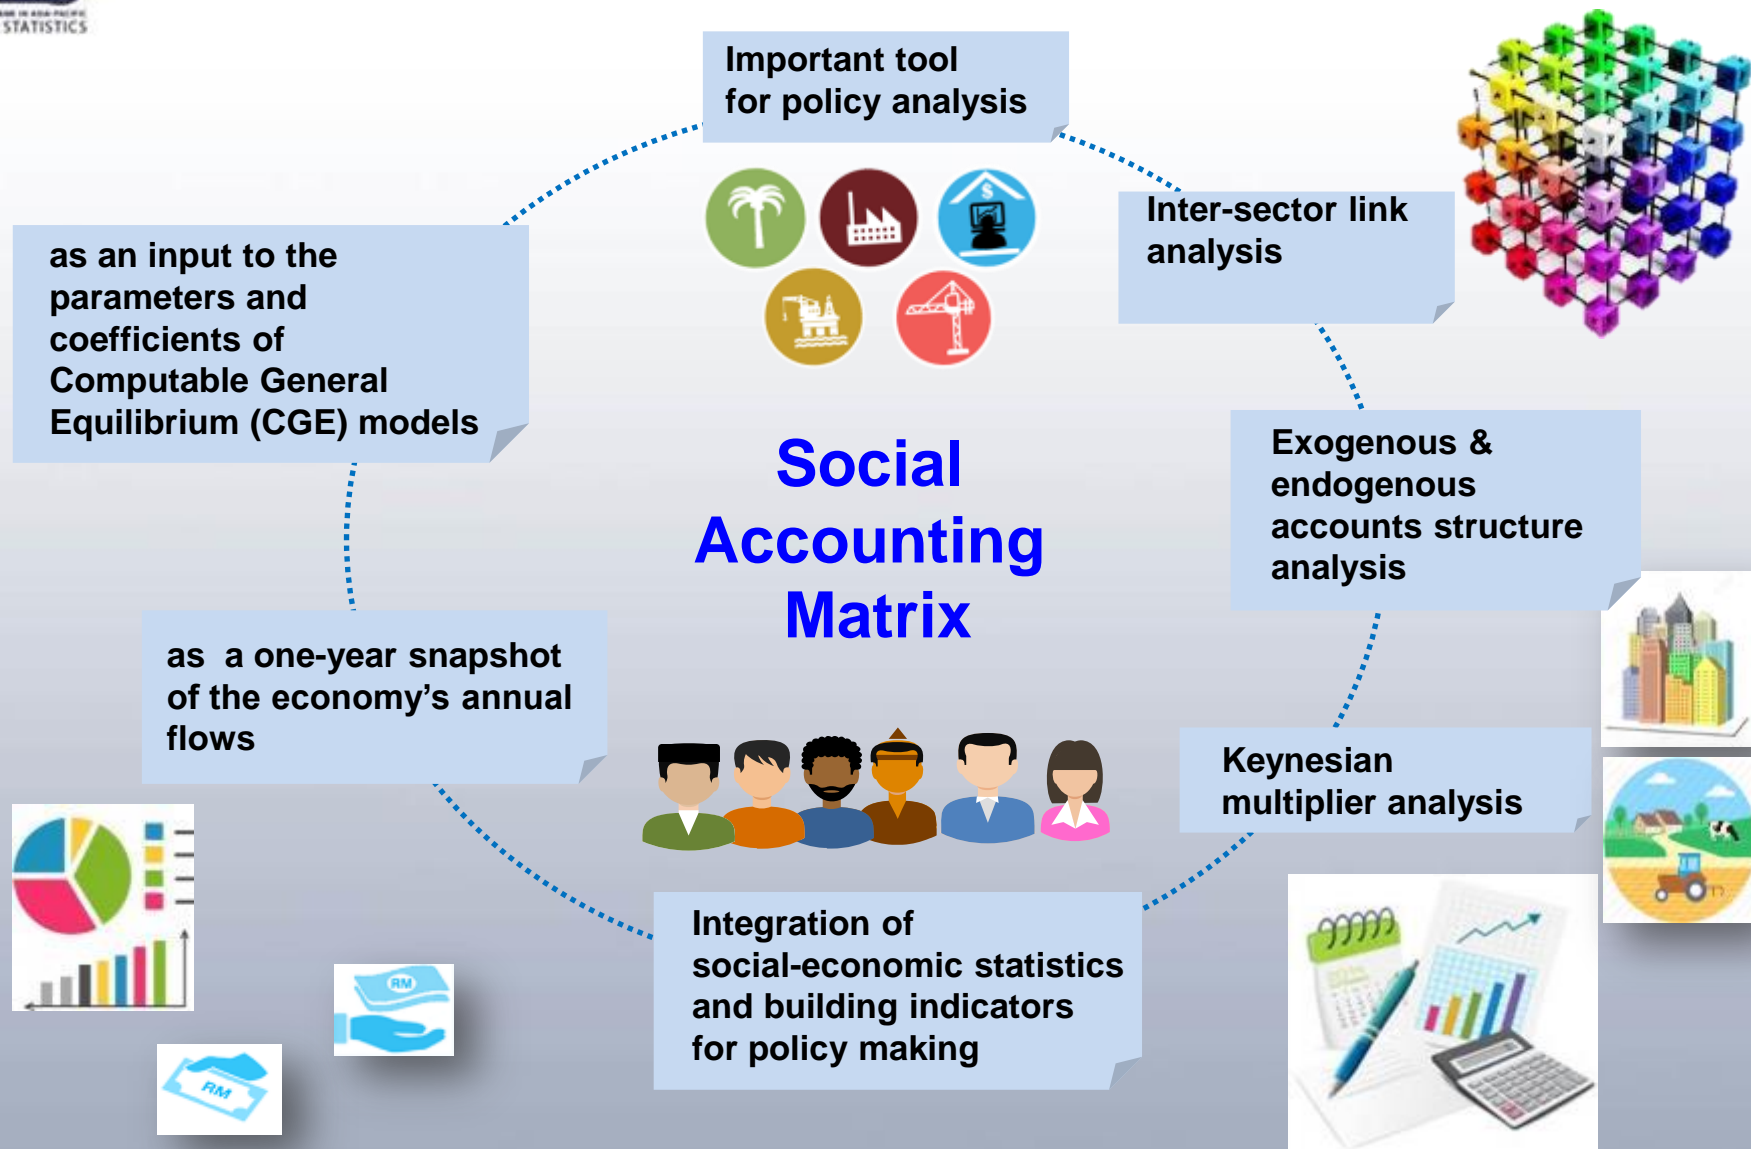 STATISTICS
Important tool
for policy analysis
Inter-sector link
analysis
as an input to the
parameters and
coefficients of
Computable General
Equilibrium (CGE) models
Exogenous &
endogenous
accounts structure
analysis
Social
Accounting
Matrix
as a one-year snapshot
of the economy’s annual
flows
Keynesian
multiplier analysis
Integration of
social-economic statistics
and building indicators
for policy making
$
RM
RM